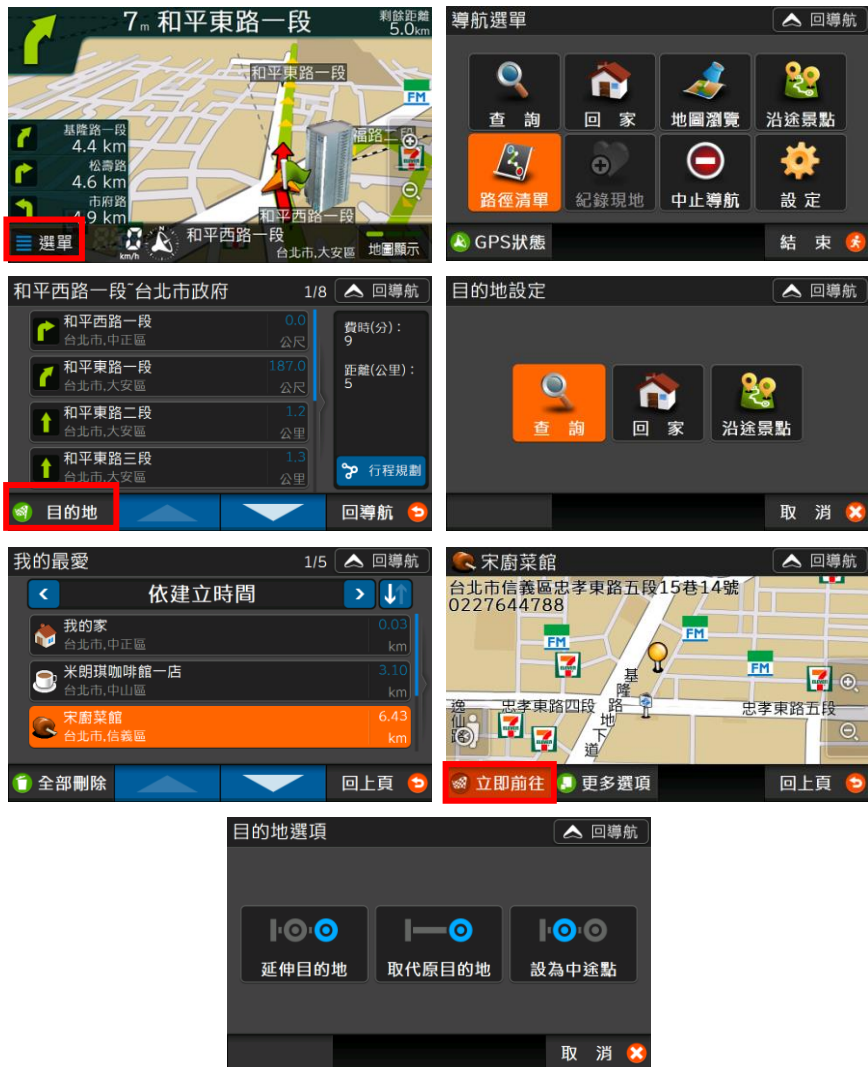 7m 和平東路一段
剩餘距離
5.0km
和平東路一段
FM
基隆路一段
4.4 km
松壽路
4.6 km
市府路
4.9 km
福路二段
和平西路一段
選單
0
km/h
和平西路一段
台北市,大安區
地圖顯示
導航選單
回導航
查 詢
回 家
地圖瀏覽
沿途景點
路徑清單
紀錄現地
中止導航
設 定
GPS狀態
結 束
和平西路一段~台北市政府
1/8
回導航
和平西路一段
0.0
台北市,中正區
公尺
和平東路一段
187.0
台北市,大安區
公尺
和平東路二段
1.2
台北市,大安區
公里
和平東路三段
1.3
台北市,大安區
公里
費時(分):
9
距離(公里):
5
行程規劃
目的地
回導航
目的地設定
回導航
查 詢
回 家
沿途景點
取 消
我的最愛
1/5
回導航
依建立時間
我的家
0.03
台北市,中正區
km
米朗琪咖啡館一店
3.10
台北市,中山區
km
宋廚菜館
6.43
台北市,信義區
km
全部刪除
回上頁
宋廚菜館
回導航
台北市信義區忠孝東路五段15巷14號
0227644788
FM
FM
FM
基隆路地下道
逸仙路
忠孝東路四段
忠孝東路五段
立即前往
更多選項
回上頁
目的地選項
回導航
延伸目的地
取代原目的地
設為中途點
取 消